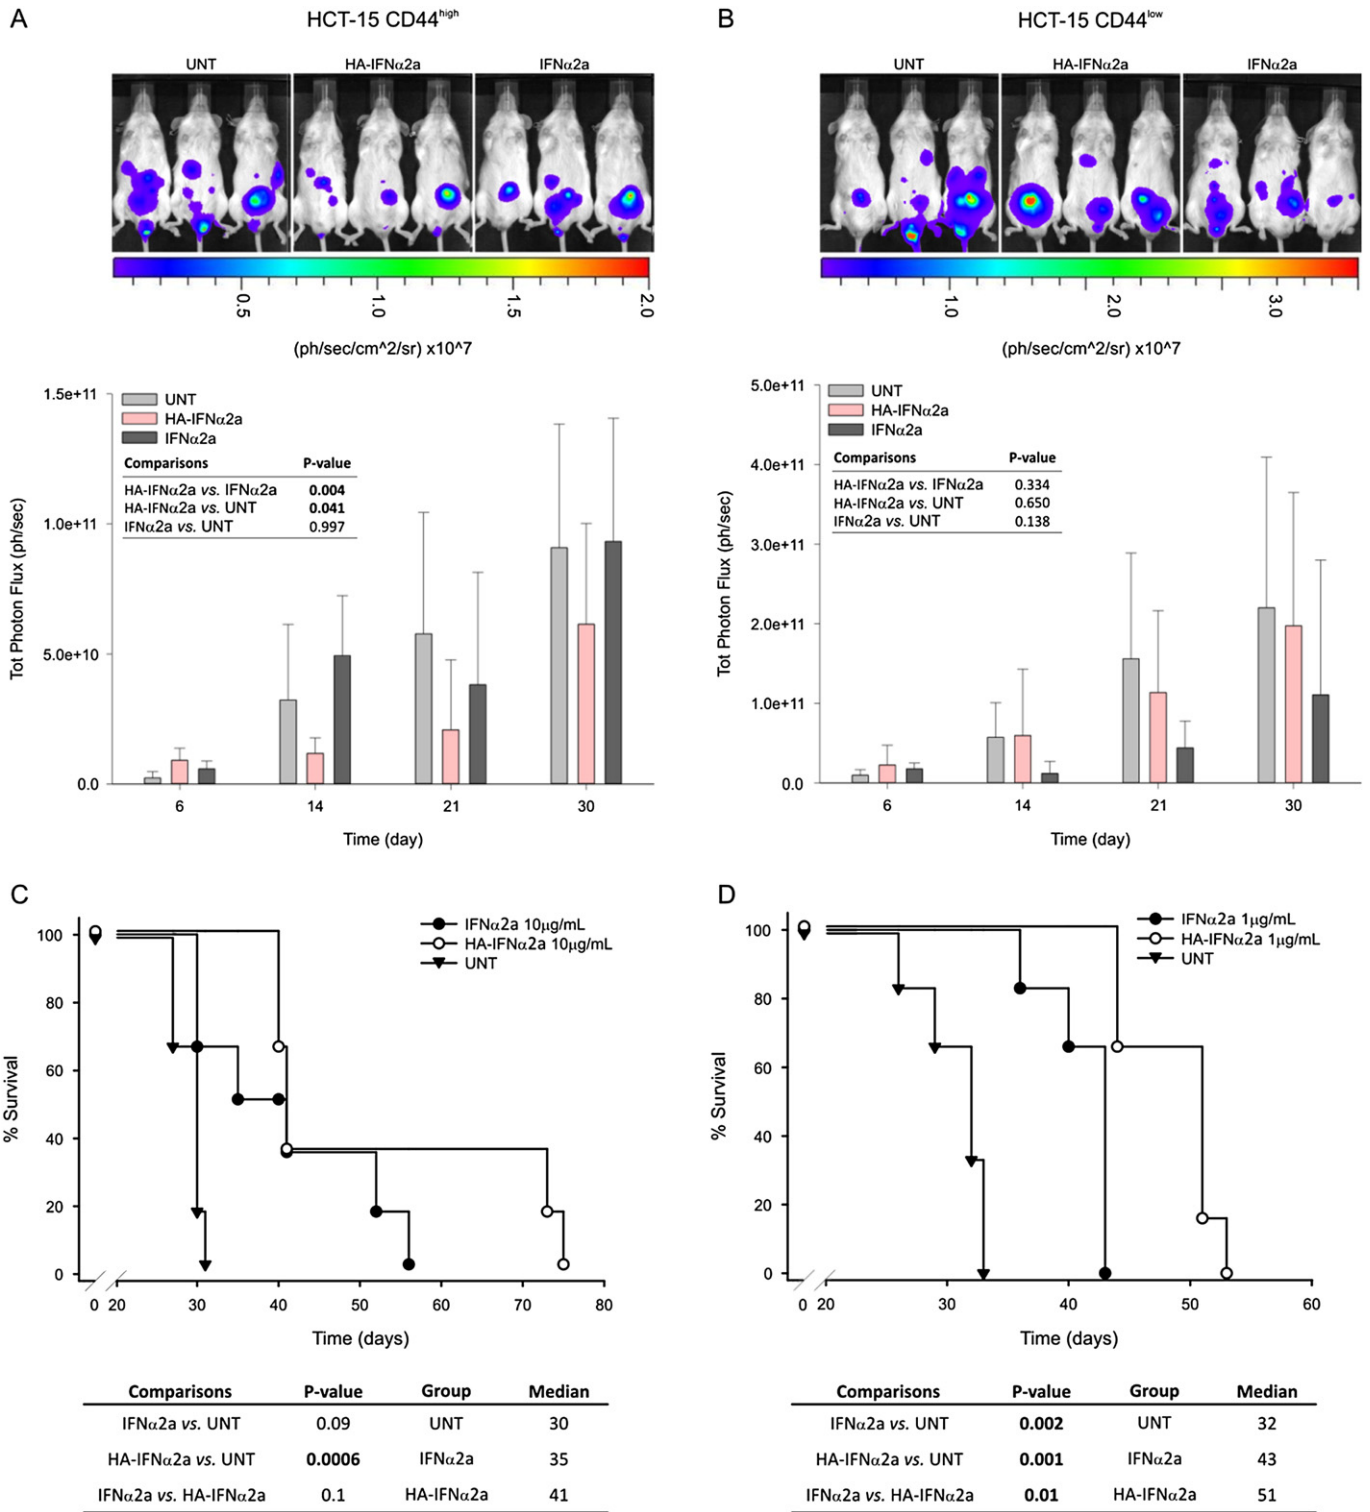 A
HCT-15 CD44high
UNT
HA-IFNα2a
IFNα2a
0.5
1.0
1.5
2.0
(ph/sec/cm^2/sr) x10^7
1.5e+11
1.0e+11
5.0e+10
0.0
Tot Photon Flux (ph/sec)
UNT
HA-IFNα2a
IFNα2a
Comparisons P-value
HA-IFNα2a vs. IFNα2a 0.004
HA-IFNα2a vs. UNT 0.041
IFNα2a vs. UNT 0.997
6 14 21 30
Time (day)
B
HCT-15 CD44low
UNT
HA-IFNα2a
IFNα2a
1.0
2.0
3.0
(ph/sec/cm^2/sr) x10^7
5.0e+11
4.0e+11
3.0e+11
2.0e+11
1.0e+11
0.0
Tot Photon Flux (ph/sec)
UNT
HA-IFNα2a
IFNα2a
Comparisons P-value
HA-IFNα2a vs. IFNα2a 0.334
HA-IFNα2a vs. UNT 0.650
IFNα2a vs. UNT 0.138
6 14 21 30
Time (day)
C
100
80
60
40
20
0
% Survival
IFNα2a 10μg/mL
HA-IFNα2a 10μg/mL
UNT
0 20 30 40 50 60 70 80
Time (days)
Comparisons P-value Group Median
IFNα2a vs. UNT 0.09 UNT 30
HA-IFNα2a vs. UNT 0.0006 IFNα2a 35
IFNα2a vs. HA-IFNα2a 0.1 HA-IFNα2a 41
D
100
80
60
40
20
0
% Survival
IFNα2a 1μg/mL
HA-IFNα2a 1μg/mL
UNT
0 20 30 40 50 60
Time (days)
Comparisons P-value Group Median
IFNα2a vs. UNT 0.002 UNT 32
HA-IFNα2a vs. UNT 0.001 IFNα2a 43
IFNα2a vs. HA-IFNα2a 0.01 HA-IFNα2a 51